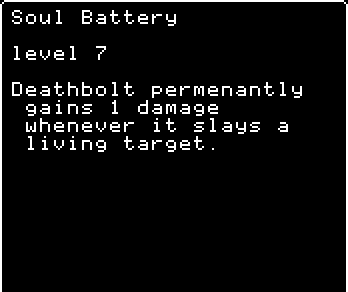 Soul Battery
level 7
Deathbolt permenantly
gains 1 damage
whenever it slays a
living target.